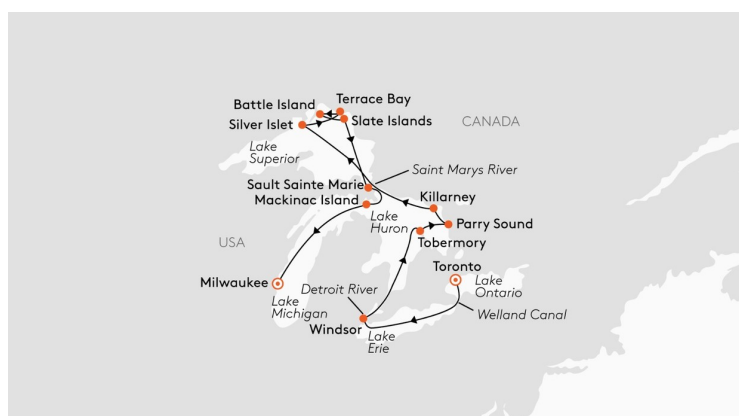 Terrace Bay
Battle Island
Slate Islands
CANADA
Silver Islet
Lake
Superior
Saint Marys River
Sault Sainte Marie
Killarney
Mackinac Island
Lake
Huron
Parry Sound
USA
Tobermory
Toronto
Milwaukee
Detroit River
Lake
Ontario
Lake
Michigan
Welland Canal
Windsor
Lake
Erie